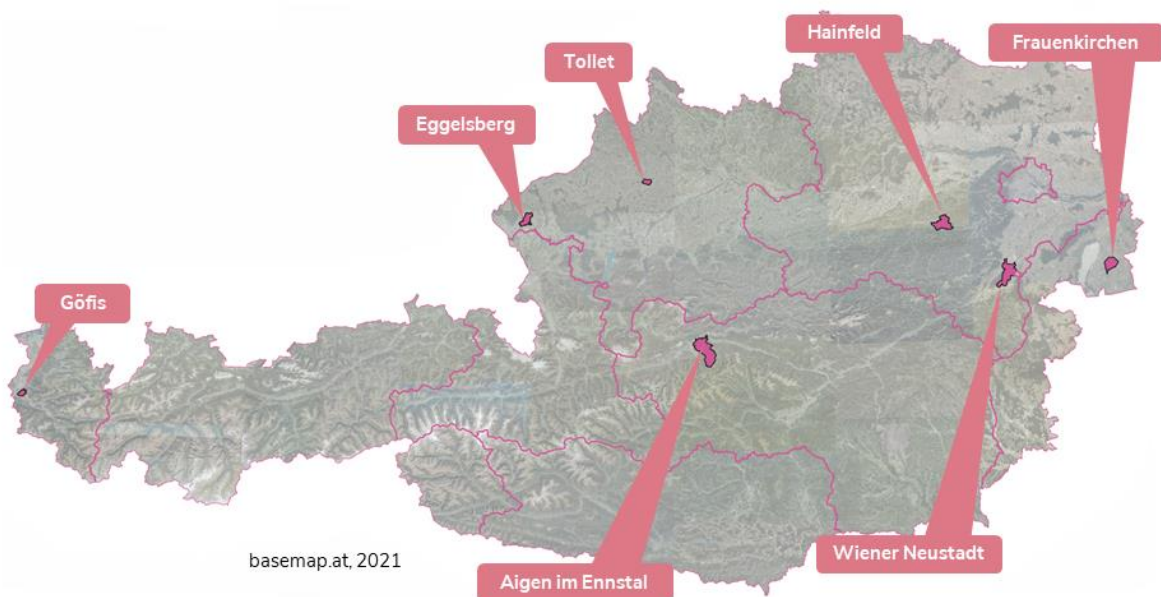 Hainfeld
Frauenkirchen
Tollet
Eggelsberg
Göfis
basemap.at, 2021
Wiener Neustadt
Aigen im Ennstal